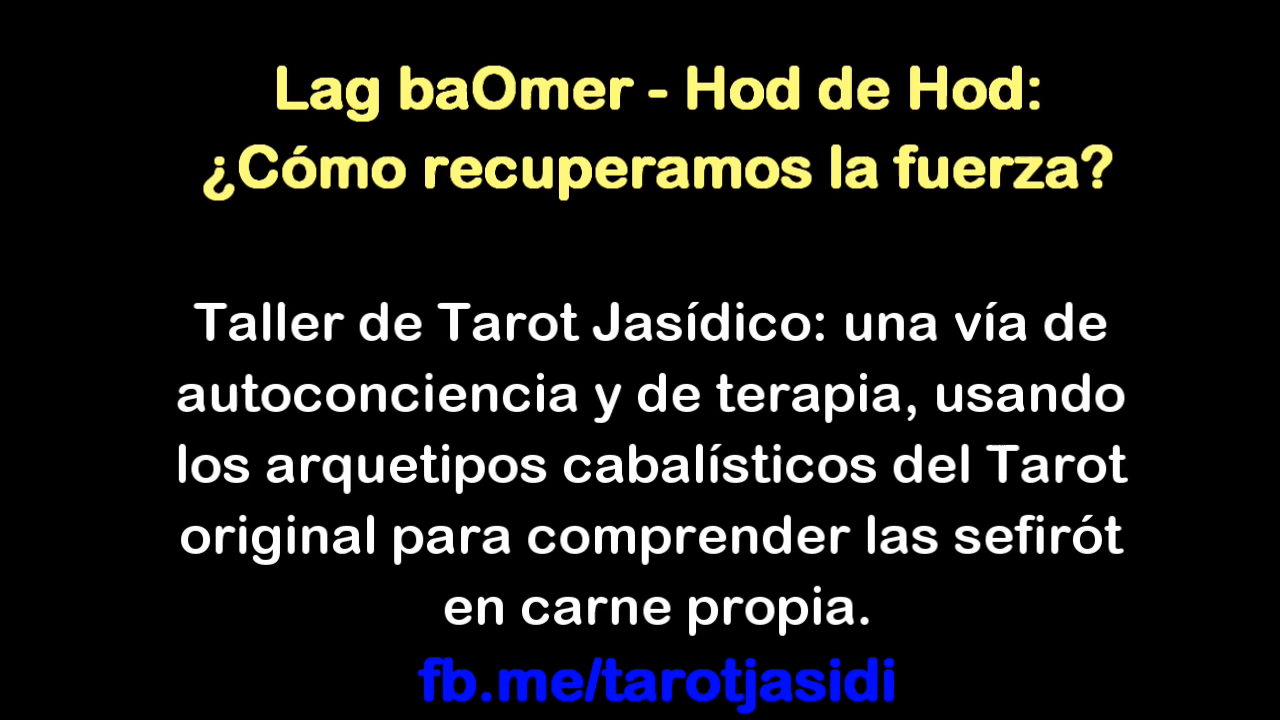 Lag baOmer - Hod de Hod:
¿Cómo recuperamos la fuerza?
Taller de Tarot Jasídico: una vía de
autoconciencia y de terapia, usando
los arquetipos cabalísticos del Tarot
original para comprender las sefirót
en carne propia.
fb.me/tarotjasidi